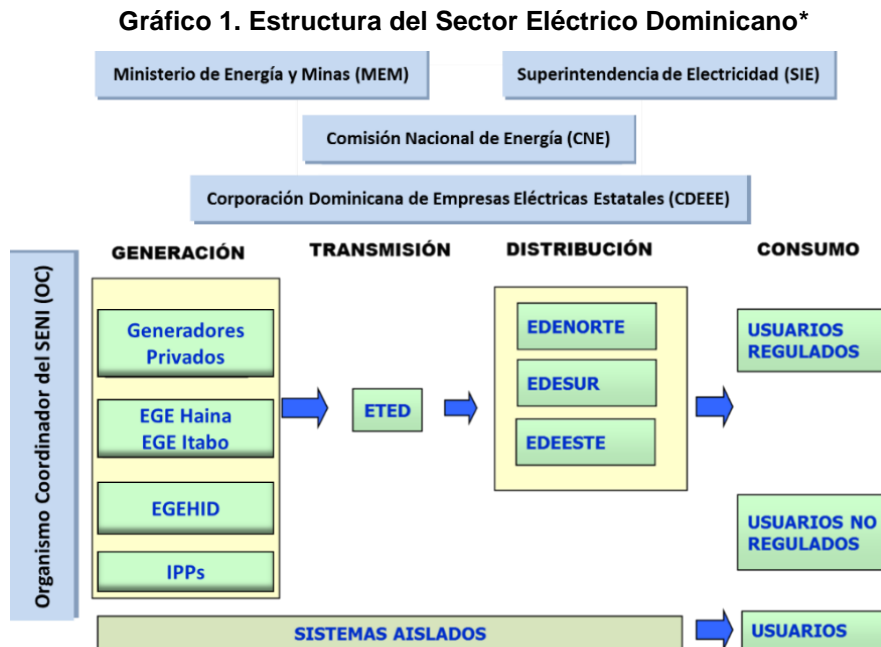 Gráfico 1. Estructura del Sector Eléctrico Dominicano*
Ministerio de Energía y Minas (MEM)
Superintendencia de Electricidad (SIE)
Comisión Nacional de Energía (CNE)
Corporación Dominicana de Empresas Eléctricas Estatales (CDEEE)
Organismo Coordinador del SENI (OC)
GENERACIÓN
TRANSMISIÓN
DISTRIBUCIÓN
CONSUMO
Generadores
Privados
EGE Haina
EGE Itabo
EGEHID
IPPs
ETED
EDENORTE
EDESUR
EDEESTE
USUARIOS
REGULADOS
USUARIOS NO
REGULADOS
SISTEMAS AISLADOS
USUARIOS